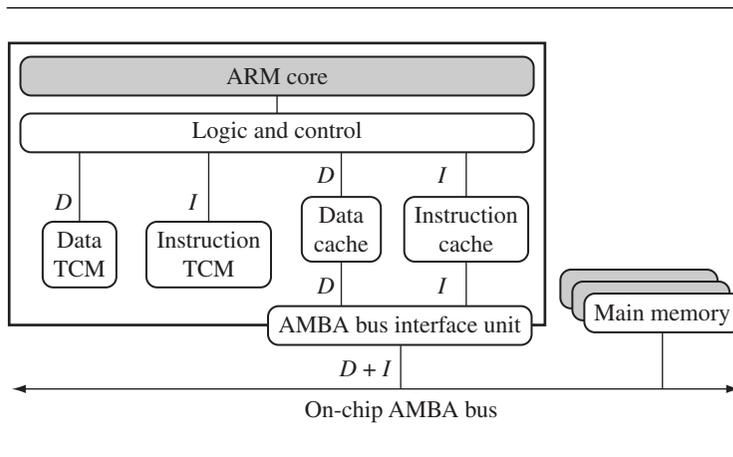 ARM core
Logic and control
D
I
D
I
Data
TCM
Instruction
TCM
Data
cache
Instruction
cache
D
I
AMBA bus interface unit
Main memory
D + I
On-chip AMBA bus